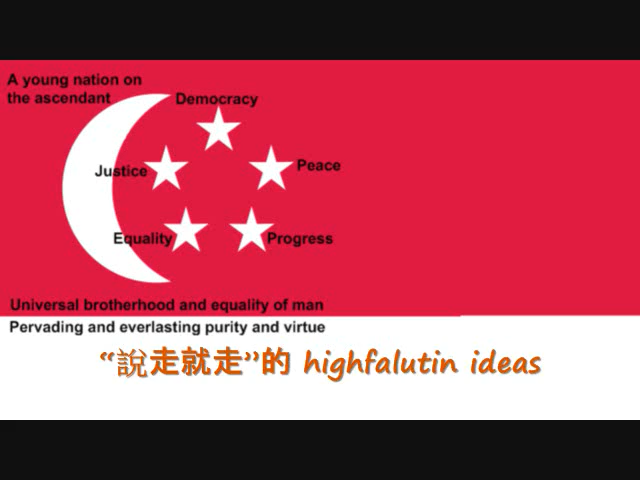 A young nation on
the ascendant
Democracy
Justice
Peace
Equality
Progress
Universal brotherhood and equality of man
Pervading and everlasting purity and virtue
“說走就走”的 highfalutin ideas